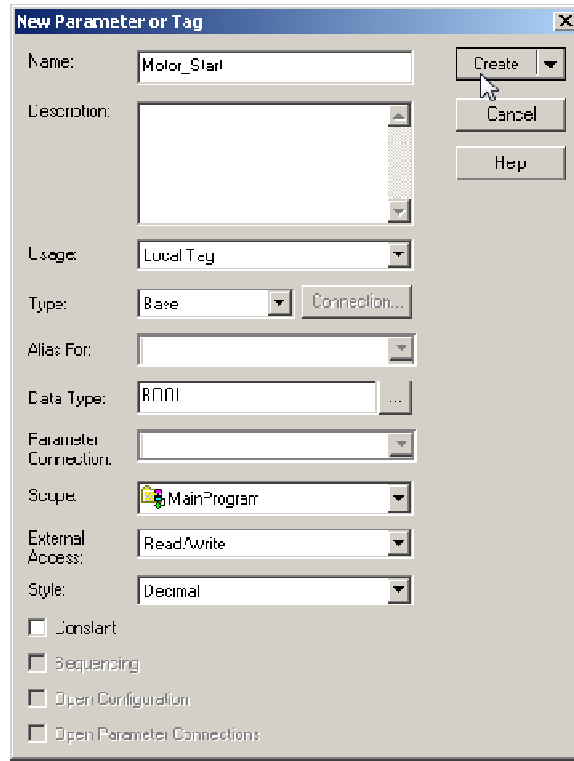 New Parameter or Tag
Name: Motor_Start
Create
Description:
Cancel
Help
Usage: Local Tag
Type: Base Connection...
Alias For:
Data Type: BOOL ...
Parameter
Connection:
Scope: MainProgram
External
Access: Read/Write
Style: Decimal
Constant
Sequencing
Open Configuration
Open Parameter Connections